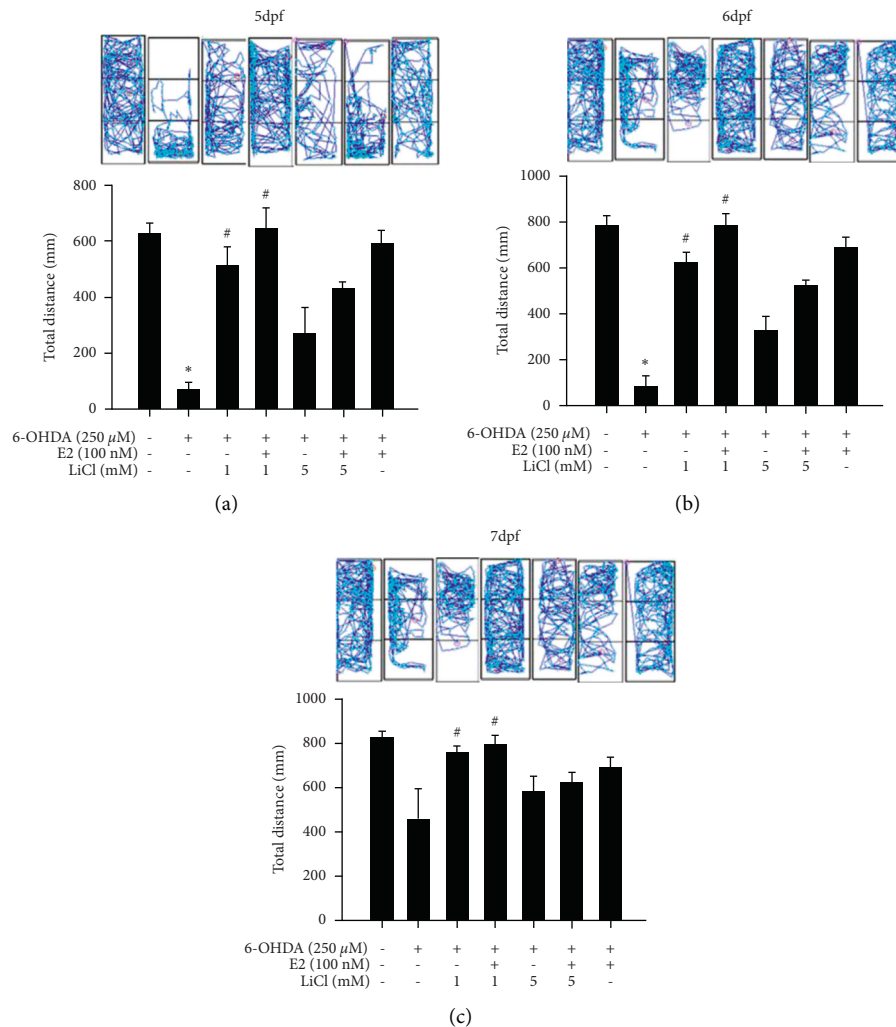 5dpf
800
600
400
200
0
Total distance (mm)
*
#
#
6-OHDA (250 µM) - + + + + + +
E2 (100 nM) - - - + - + +
LiCl (mM) - - 1 1 5 5 -
(a)
6dpf
1000
800
600
400
200
0
Total distance (mm)
*
#
#
6-OHDA (250 µM) - + + + + + +
E2 (100 nM) - - - + - + +
LiCl (mM) - - 1 1 5 5 -
(b)
7dpf
1000
800
600
400
200
0
Total distance (mm)
#
#
6-OHDA (250 µM) - + + + + + +
E2 (100 nM) - - - + - + +
LiCl (mM) - - 1 1 5 5 -
(c)